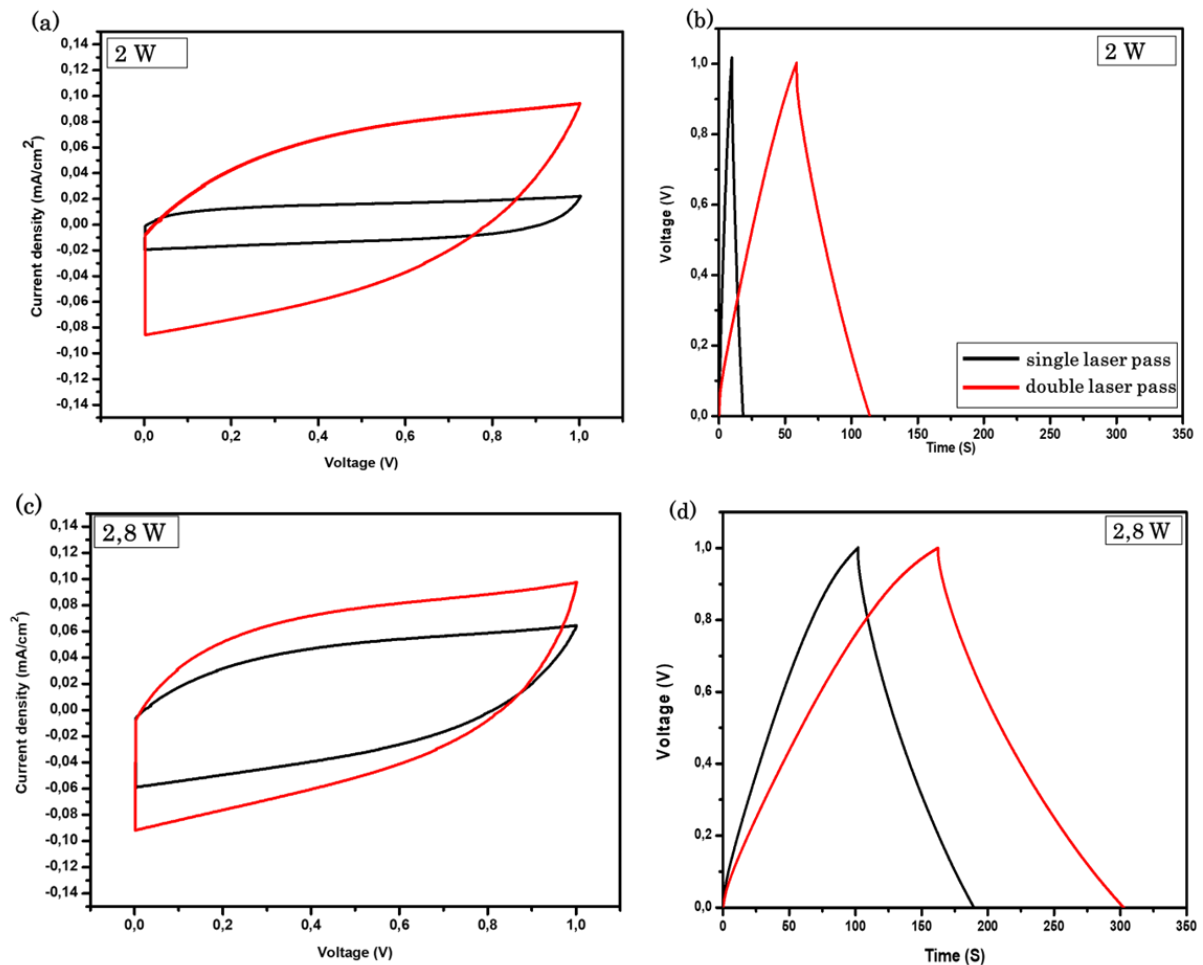 (a)
2 W
0,14
0,12
0,10
0,08
0,06
0,04
0,02
0,00
-0,02
-0,04
-0,06
-0,08
-0,10
-0,12
-0,14
Current density (mA/cm²)
0,0 0,2 0,4 0,6 0,8 1,0
Voltage (V)
(b)
2 W
1,0
0,8
0,6
0,4
0,2
0,0
Voltage (V)
single laser pass
double laser pass
0 50 100 150 200 250 300 350
Time (S)
(c)
2,8 W
0,14
0,12
0,10
0,08
0,06
0,04
0,02
0,00
-0,02
-0,04
-0,06
-0,08
-0,10
-0,12
-0,14
Current density (mA/cm²)
0,0 0,2 0,4 0,6 0,8 1,0
Voltage (V)
(d)
2,8 W
1,0
0,8
0,6
0,4
0,2
0,0
Voltage (V)
0 50 100 150 200 250 300 350
Time (S)